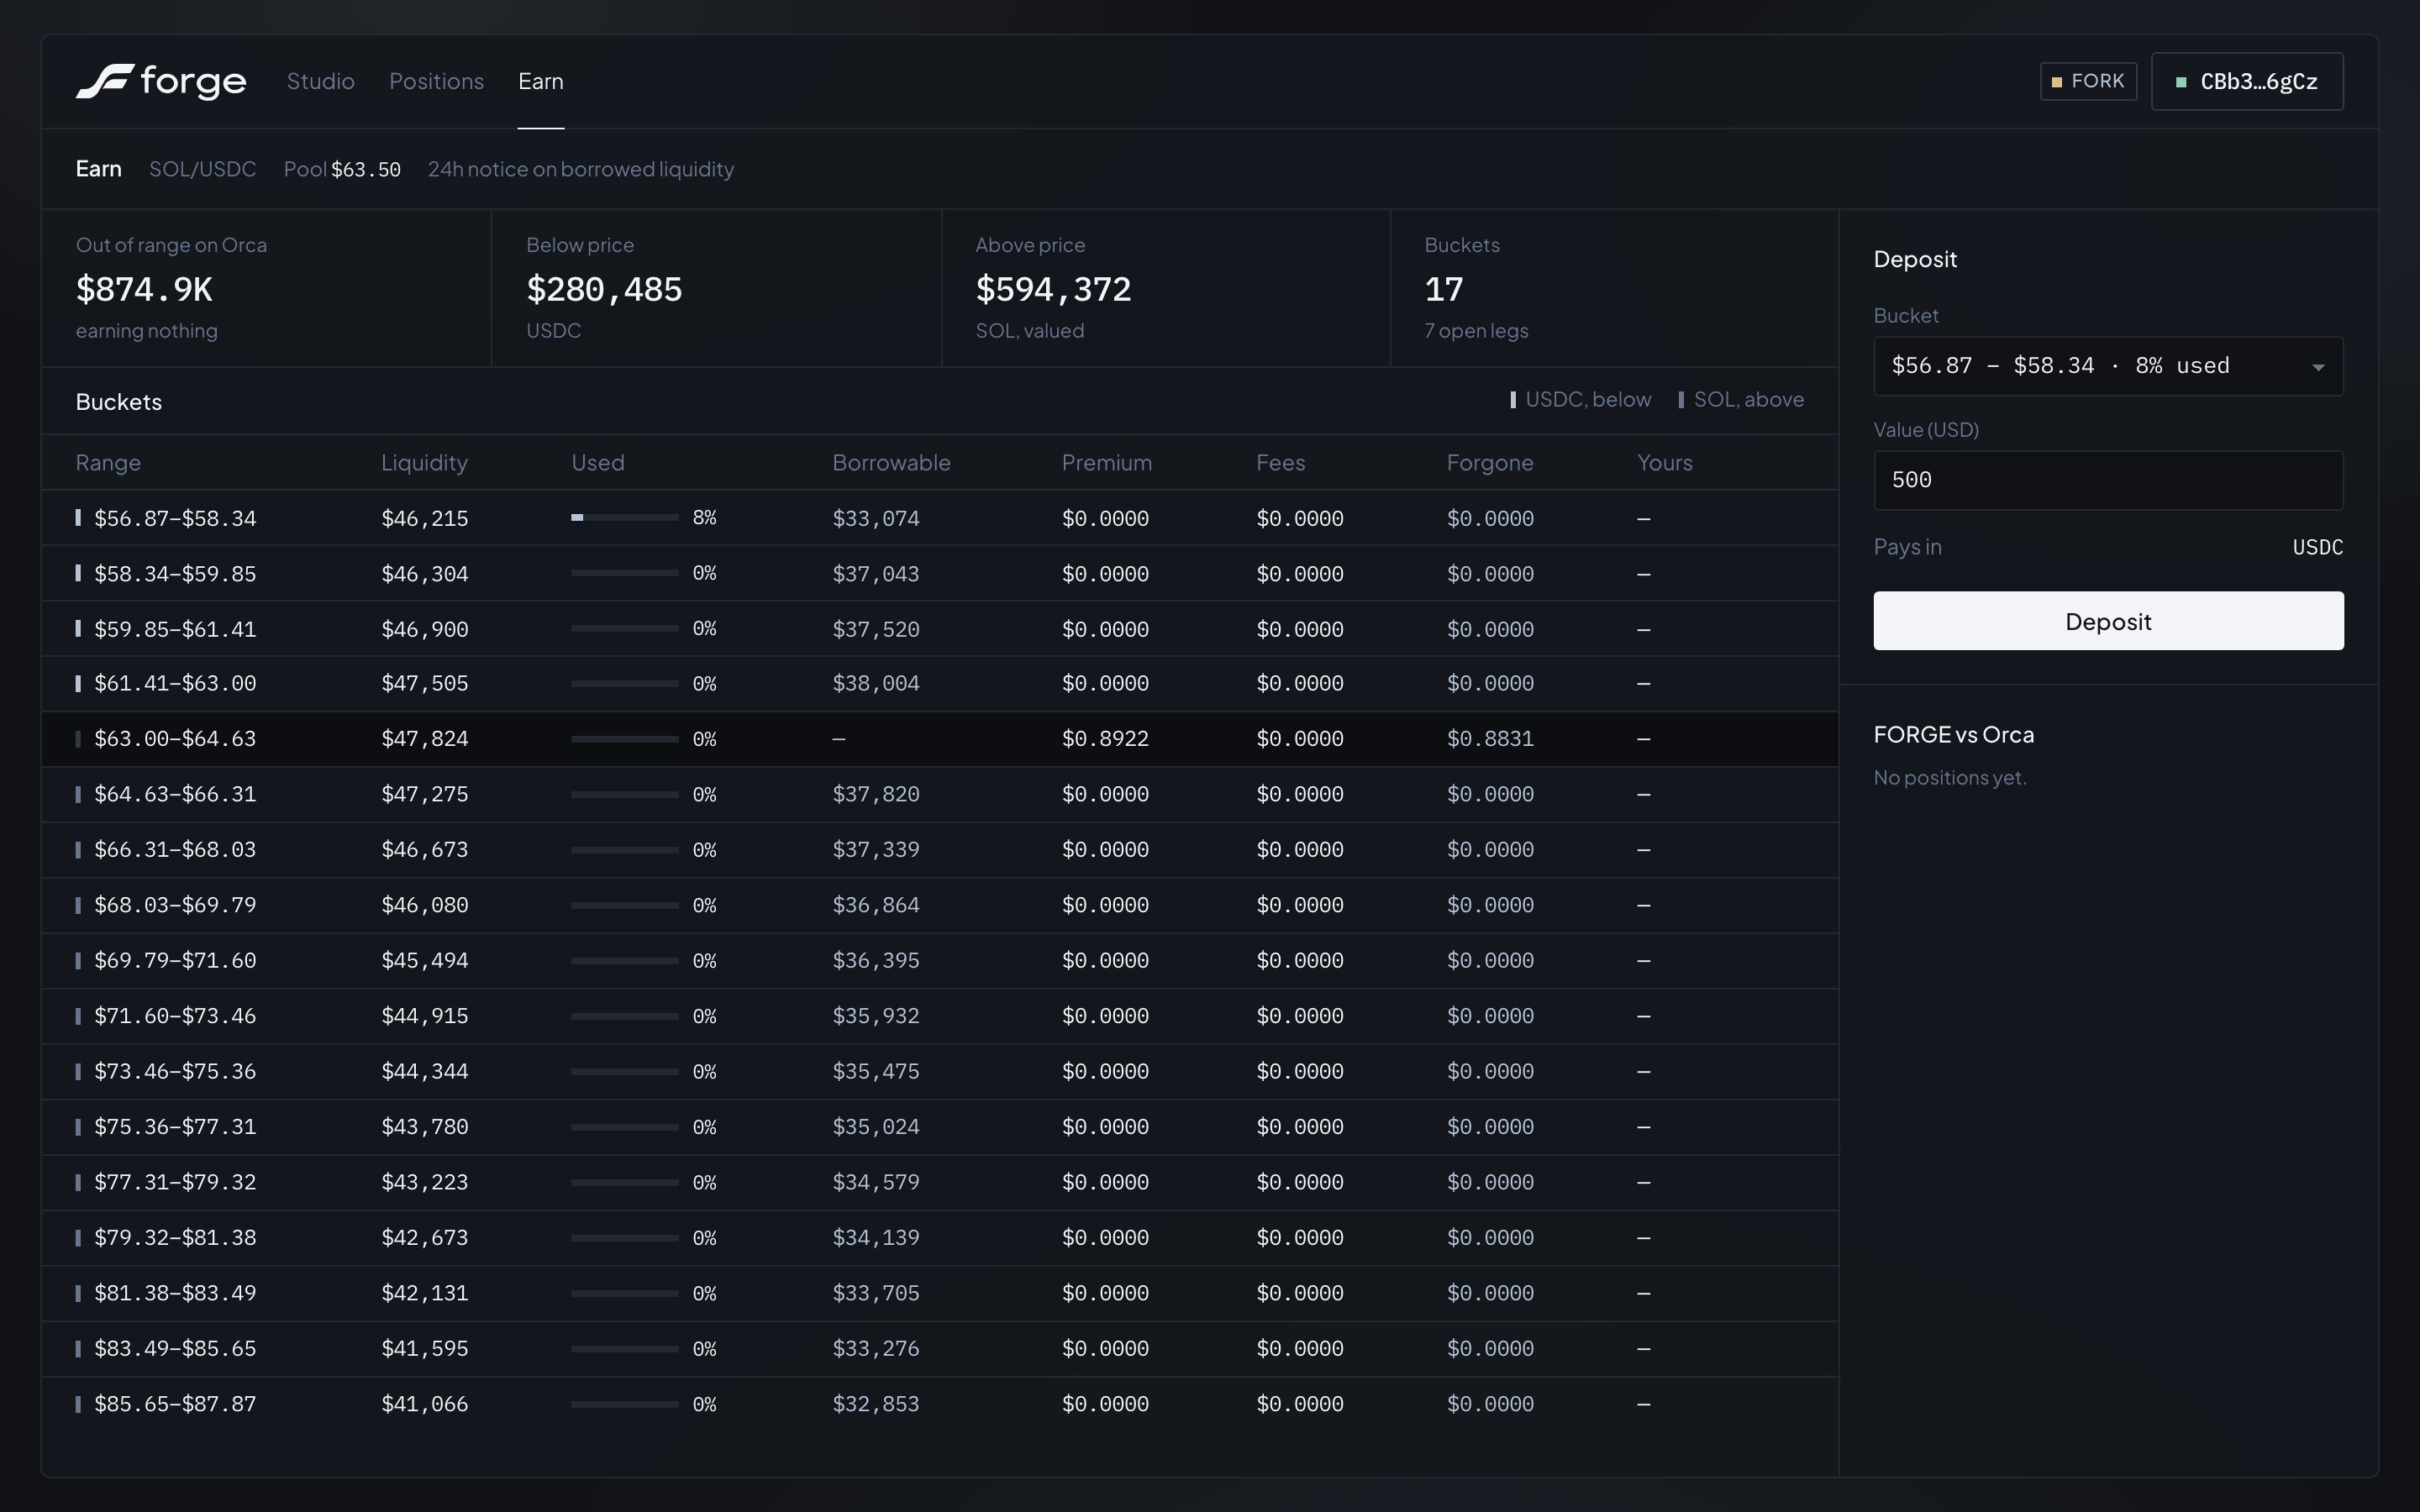 forge Studio Positions Earn FORK CBb3…6gCz
Earn SOL/USDC Pool $63.50 24h notice on borrowed liquidity
Out of range on Orca
$874.9K
earning nothing
Below price
$280,485
USDC
Above price
$594,372
SOL, valued
Buckets
17
7 open legs
Buckets USDC, below SOL, above
Range Liquidity Used Borrowable Premium Fees Forgone Yours
$56.87–$58.34 $46,215 8% $33,074 $0.0000 $0.0000 $0.0000 —
$58.34–$59.85 $46,304 0% $37,043 $0.0000 $0.0000 $0.0000 —
$59.85–$61.41 $46,900 0% $37,520 $0.0000 $0.0000 $0.0000 —
$61.41–$63.00 $47,505 0% $38,004 $0.0000 $0.0000 $0.0000 —
$63.00–$64.63 $47,824 0% — $0.8922 $0.0000 $0.8831 —
$64.63–$66.31 $47,275 0% $37,820 $0.0000 $0.0000 $0.0000 —
$66.31–$68.03 $46,673 0% $37,339 $0.0000 $0.0000 $0.0000 —
$68.03–$69.79 $46,080 0% $36,864 $0.0000 $0.0000 $0.0000 —
$69.79–$71.60 $45,494 0% $36,395 $0.0000 $0.0000 $0.0000 —
$71.60–$73.46 $44,915 0% $35,932 $0.0000 $0.0000 $0.0000 —
$73.46–$75.36 $44,344 0% $35,475 $0.0000 $0.0000 $0.0000 —
$75.36–$77.31 $43,780 0% $35,024 $0.0000 $0.0000 $0.0000 —
$77.31–$79.32 $43,223 0% $34,579 $0.0000 $0.0000 $0.0000 —
$79.32–$81.38 $42,673 0% $34,139 $0.0000 $0.0000 $0.0000 —
$81.38–$83.49 $42,131 0% $33,705 $0.0000 $0.0000 $0.0000 —
$83.49–$85.65 $41,595 0% $33,276 $0.0000 $0.0000 $0.0000 —
$85.65–$87.87 $41,066 0% $32,853 $0.0000 $0.0000 $0.0000 —
Deposit
Bucket
$56.87 – $58.34 · 8% used
Value (USD)
500
Pays in USDC
Deposit
FORGE vs Orca
No positions yet.